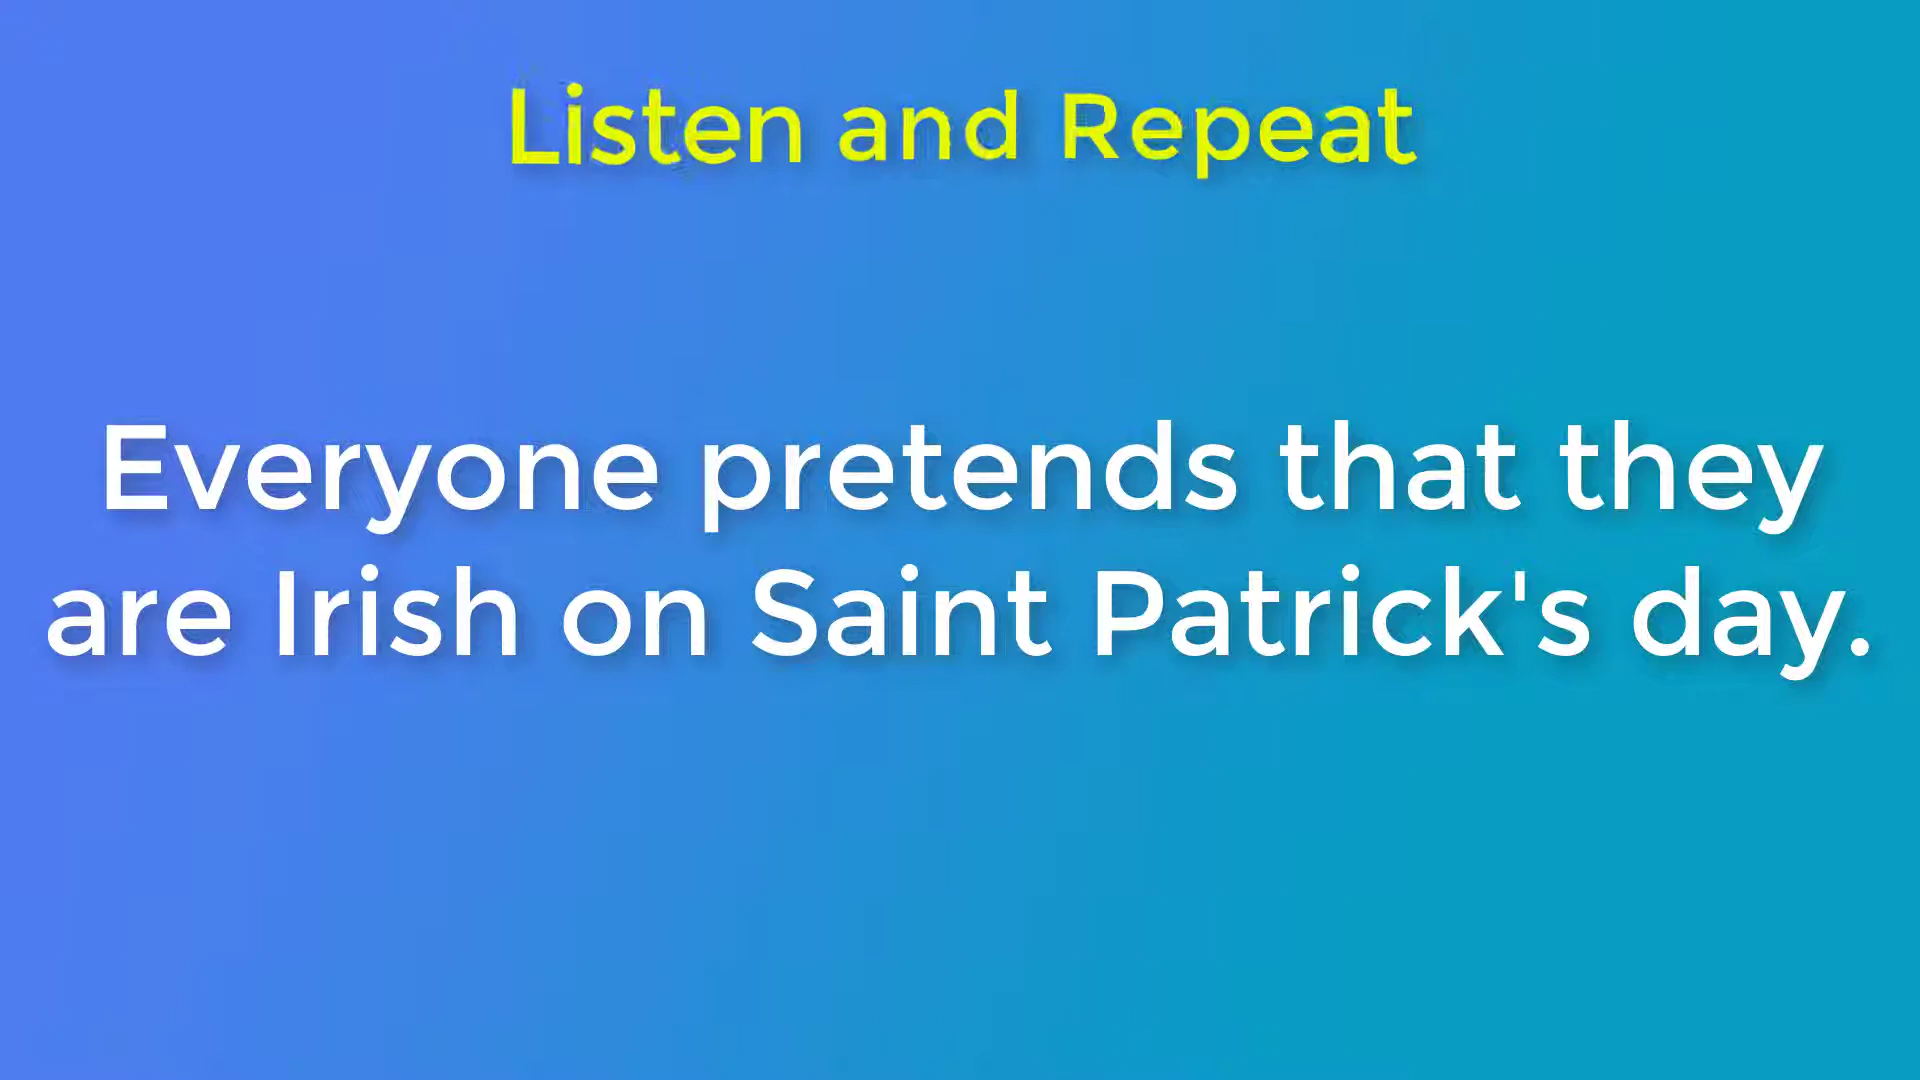 Listen and Repeat
Everyone pretends that they
are Irish on Saint Patrick's day.